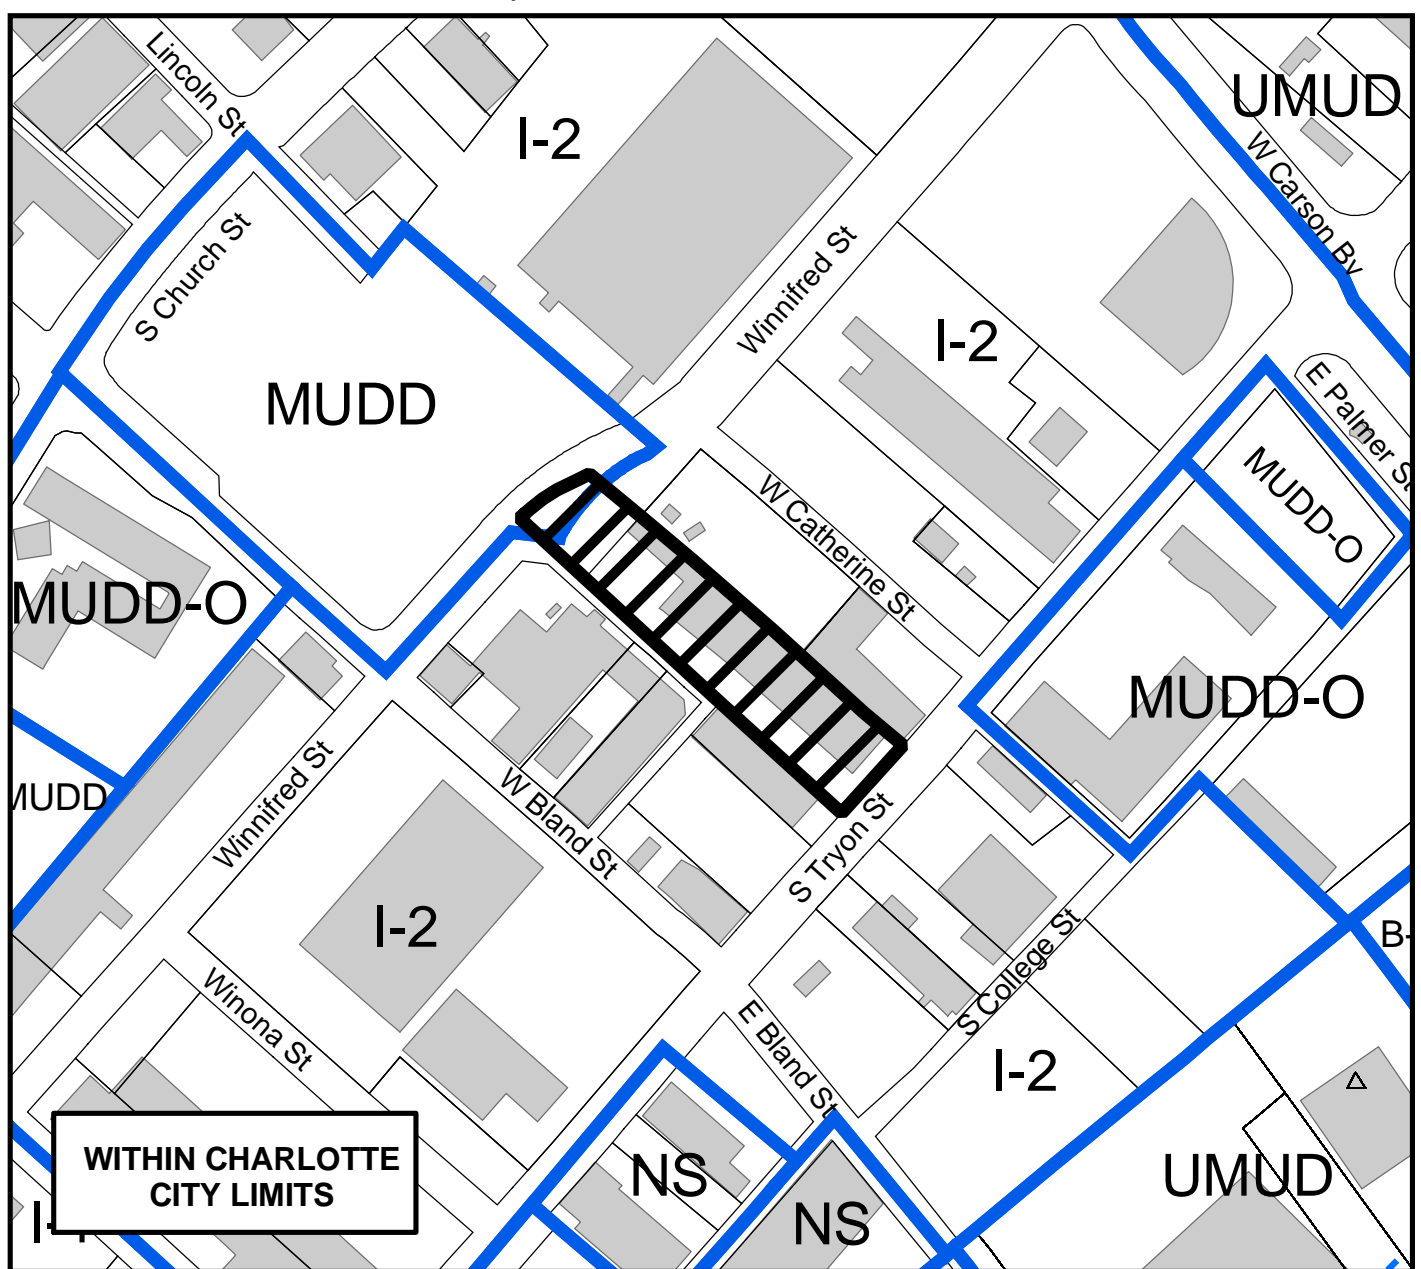 Lincoln St
UMUD
I-2
W Carson Bv
S Church St
Winnifred St
I-2
E Palmer St
MUDD
MUDD-O
W Catherine St
MUDD-O
MUDD-O
MUDD
Winnifred St
W Bland St
S Tryon St
I-2
B-
S College St
Winona St
E Bland St
I-2
WITHIN CHARLOTTE
CITY LIMITS
NS
UMUD
NS